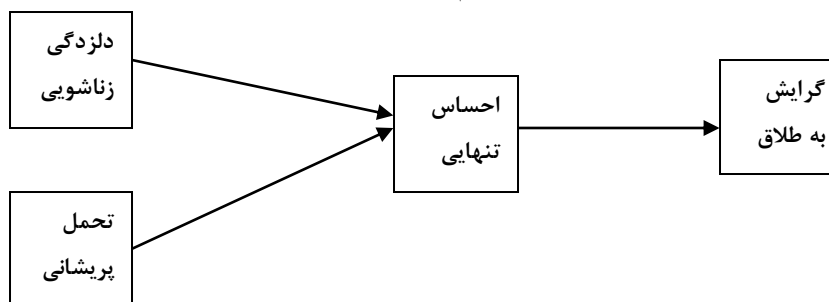 دلزدگی
زناشویی
احساس
تنهایی
گرایش
به طلاق
تحمل
پریشانی